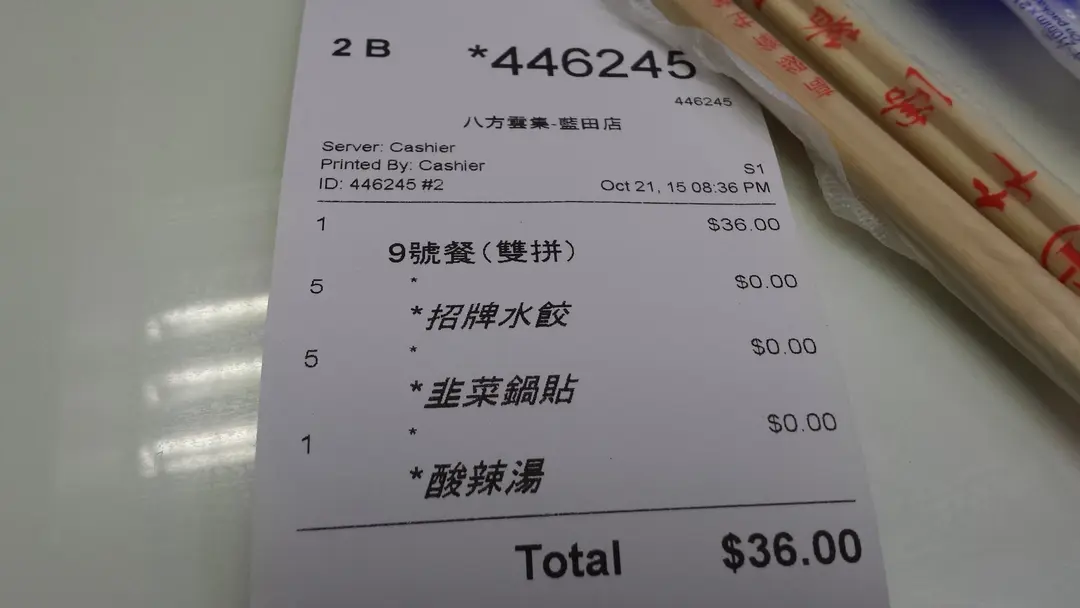 2 B
*446245
446245
八方雲集-藍田店
Server: Cashier
Printed By: Cashier
S1
ID: 446245 #2
Oct 21, 15 08:36 PM
1 $36.00
9號餐(雙拼)
5 * $0.00
*招牌水餃
5 * $0.00
*韭菜鍋貼
1 * $0.00
*酸辣湯
Total $36.00